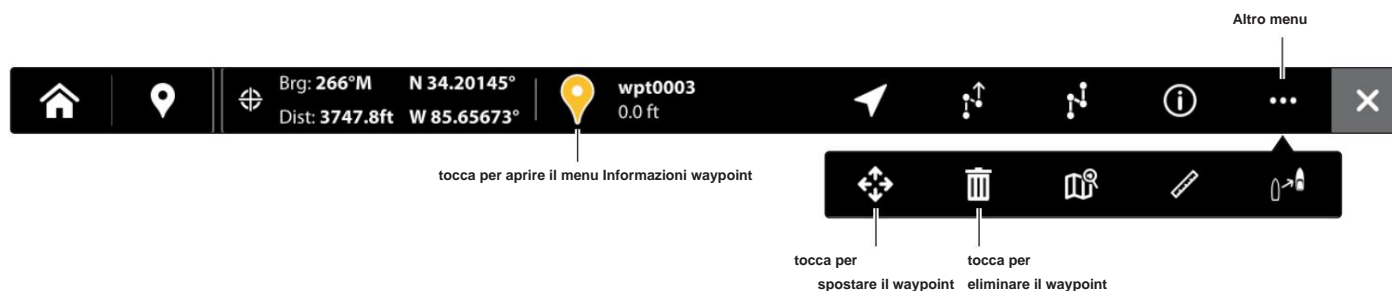 Altro menu
Brg: 266°M N 34.20145°
Dist: 3747.8ft W 85.65673°
wpt0003
0.0 ft
tocca per aprire il menu Informazioni waypoint
tocca per
spostare il waypoint
tocca per
eliminare il waypoint